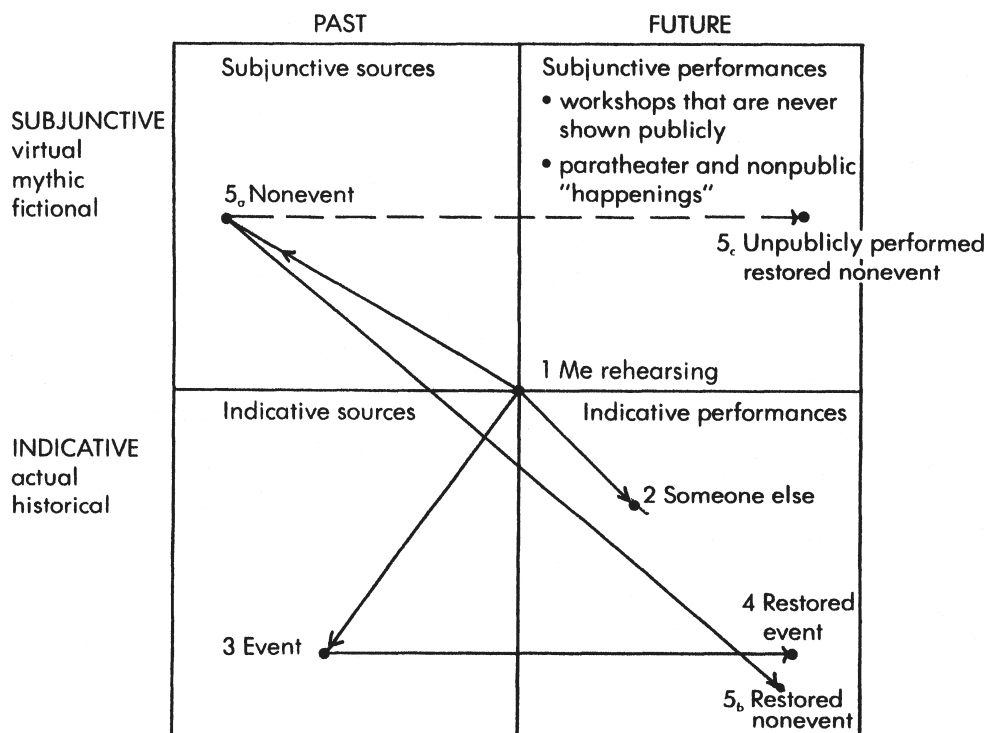 PAST
FUTURE
Subjunctive sources
Subjunctive performances
• workshops that are never
shown publicly
• paratheater and nonpublic
"happenings"
SUBJUNCTIVE
virtual
mythic
fictional
5a Nonevent
5c Unpublicly performed
restored nonevent
1 Me rehearsing
Indicative sources
Indicative performances
INDICATIVE
actual
historical
2 Someone else
3 Event
4 Restored
event
5b Restored
nonevent